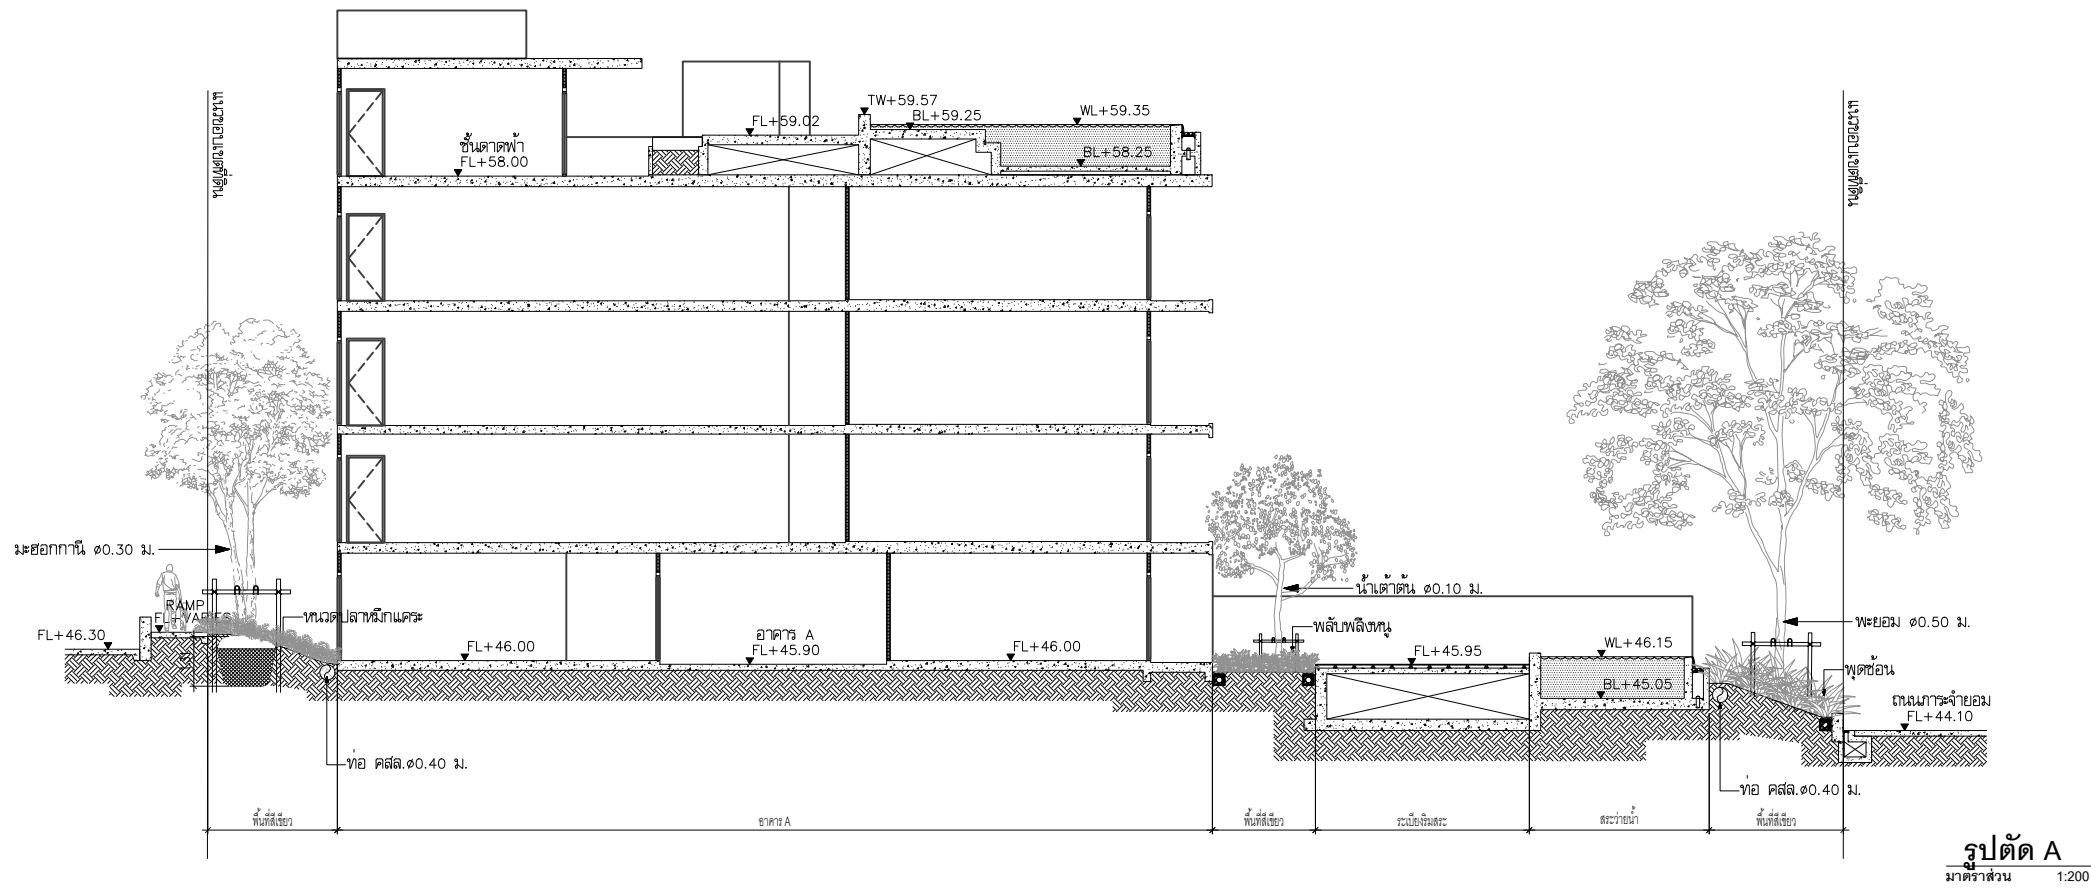 แนวขอบเขตที่ดิน
แนวขอบเขตที่ดิน
TW+59.57
BL+59.25
WL+59.35
FL+59.02
ชั้นดาดฟ้า
FL+58.00
BL+58.25
มะฮอกกานี ø0.30 ม.
RAMP
FL+VARIES
FL+46.30
หนวดปลาหมึกแคระ
FL+46.00
อาคาร A
FL+45.90
FL+46.00
น้ำเต้าต้น ø0.10 ม.
พลับพลึงหนู
FL+45.95
WL+46.15
BL+45.05
พะยอม ø0.50 ม.
พุดซ้อน
ถนนภาระจำยอม
FL+44.10
ท่อ คสล.ø0.40 ม.
ท่อ คสล.ø0.40 ม.
พื้นที่สีเขียว
อาคาร A
พื้นที่สีเขียว
ระเบียงริมสระ
สระว่ายน้ำ
พื้นที่สีเขียว
รูปตัด A
มาตราส่วน 1:200